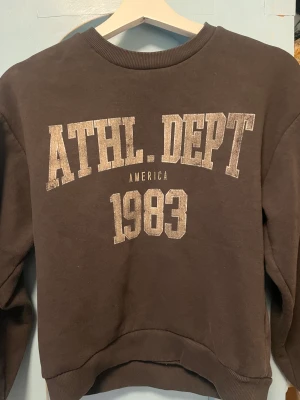 ATHL. DEPT
AMERICA
1983